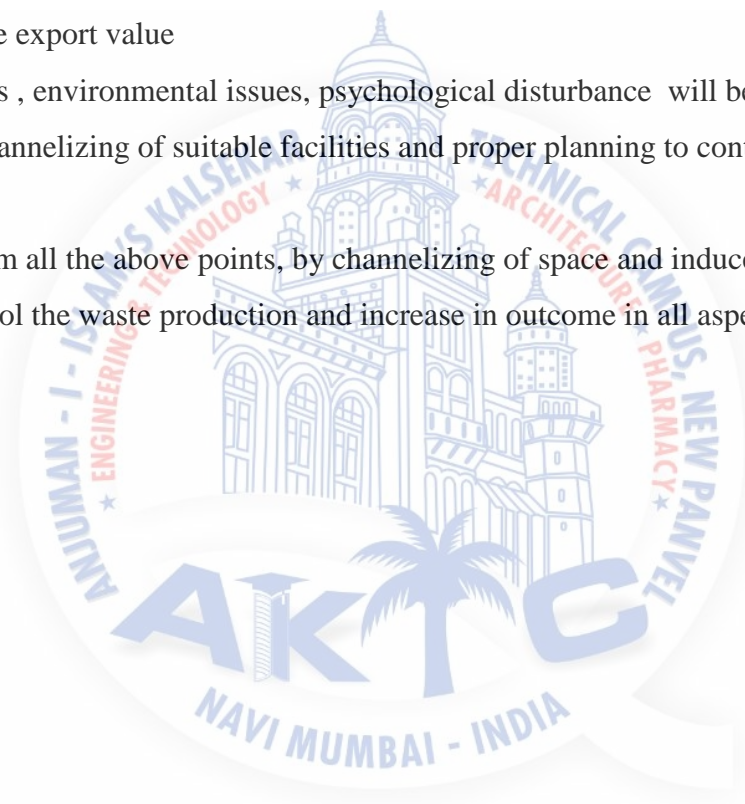 e export value
s , environmental issues, psychological disturbance will be
annelizing of suitable facilities and proper planning to con
m all the above points, by channelizing of space and induce
ol the waste production and increase in outcome in all aspe
ANJUMAN - I - ISLAM'S KALSEKAR TECHNICAL CAMPUS, NEW PANVEL
★ ENGINEERING & TECHNOLOGY ★
★ ARCHITECTURE ★ PHARMACY ★
AKTC
NAVI MUMBAI - INDIA